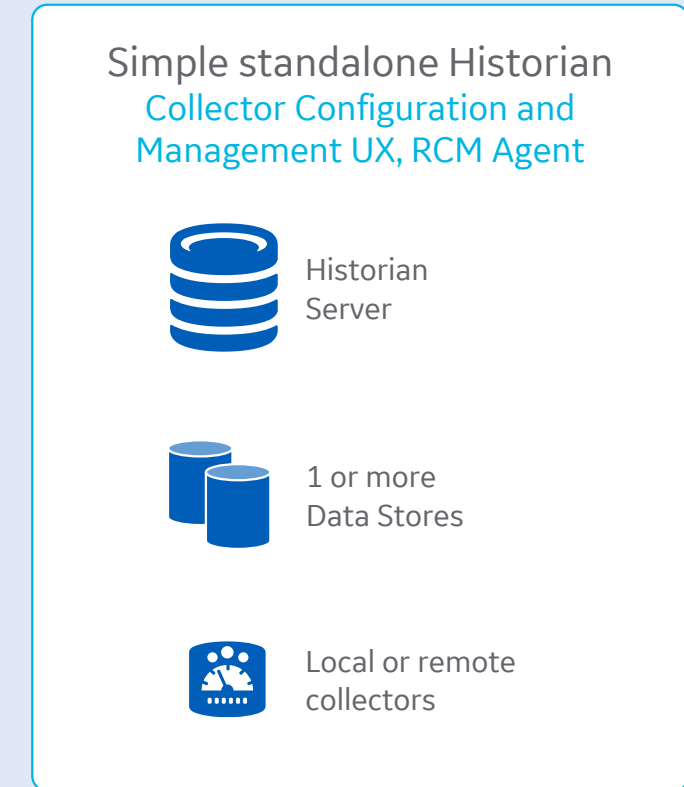 Simple standalone Historian
Collector Configuration and
Management UX, RCM Agent
Historian
Server
1 or more
Data Stores
Local or remote
collectors